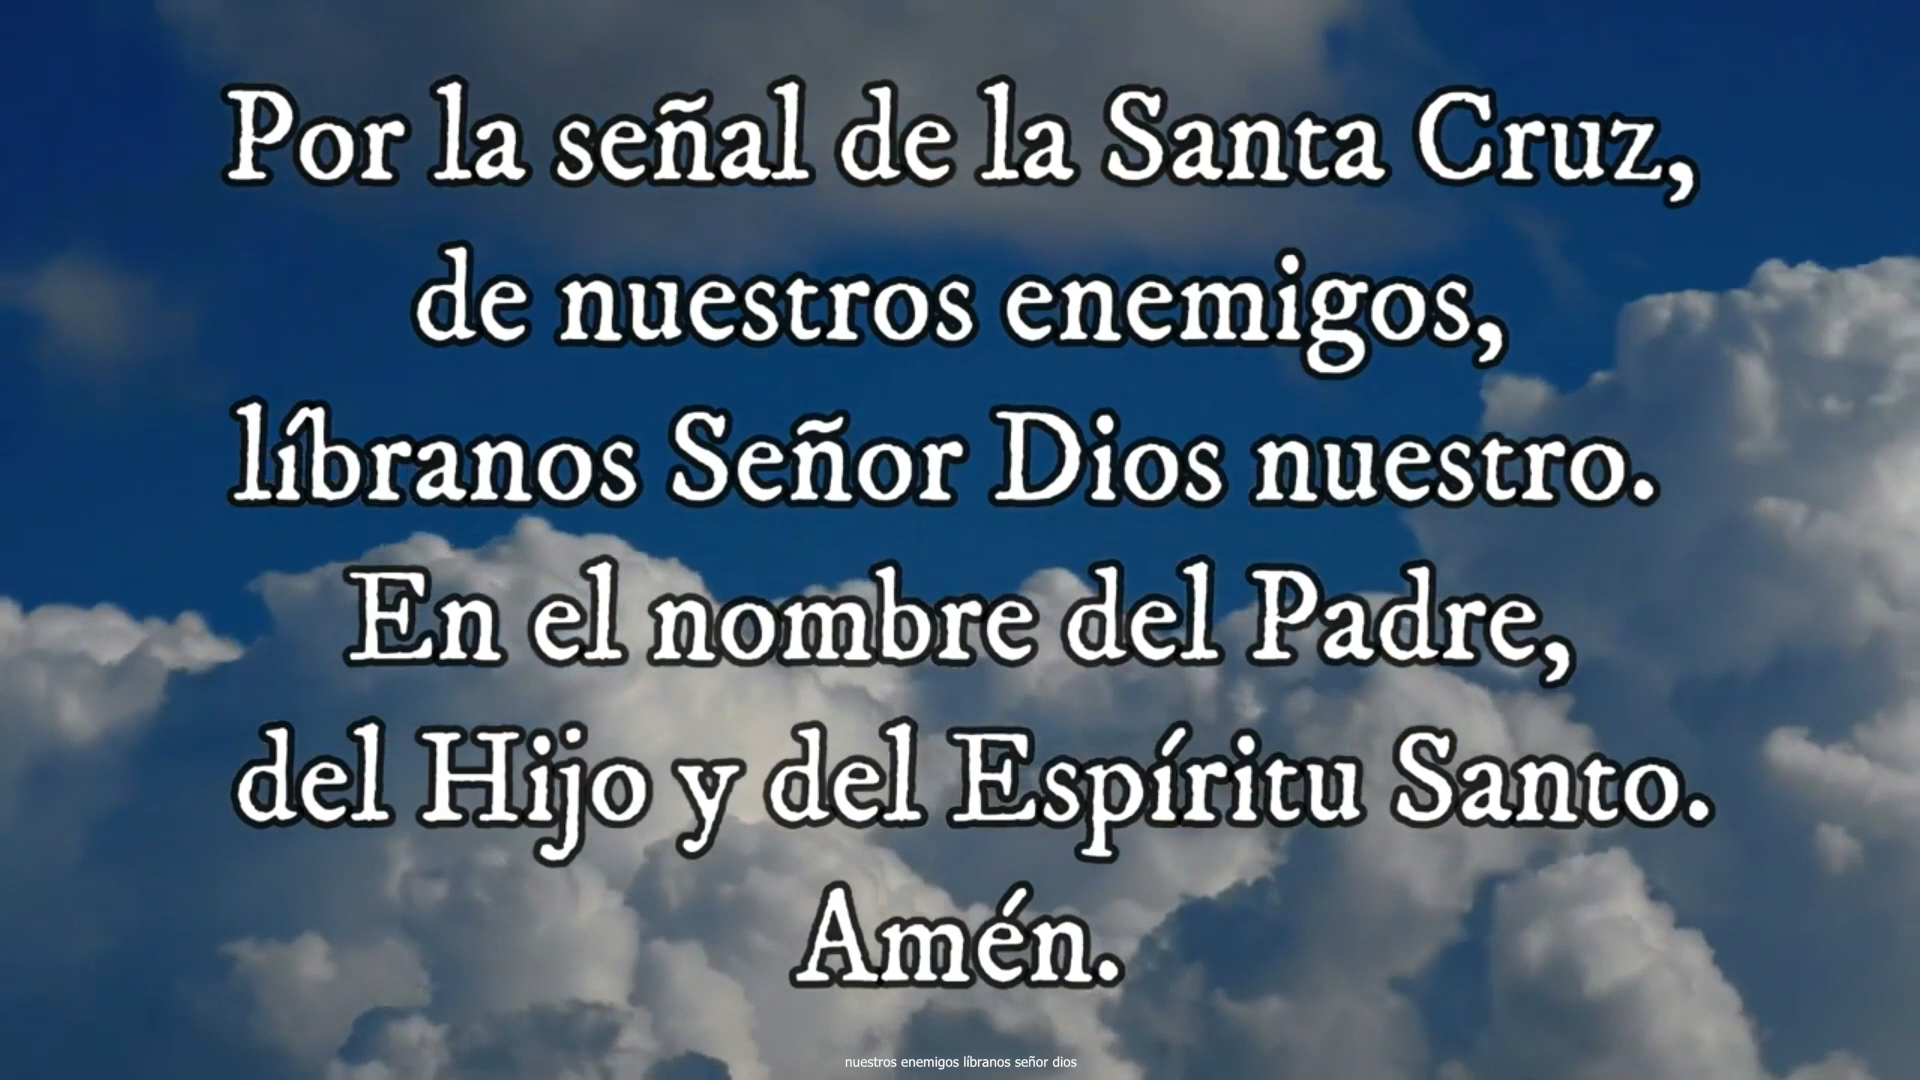 Por la señal de la Santa Cruz,
de nuestros enemigos,
líbranos Señor Dios nuestro.
En el nombre del Padre,
del Hijo y del Espíritu Santo.
Amén.
nuestros enemigos líbranos señor dios